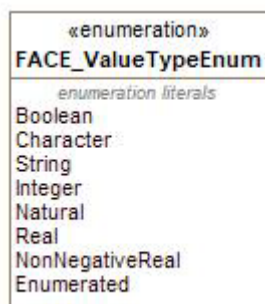 «enumeration»
FACE_ValueTypeEnum
enumeration literals
Boolean
Character
String
Integer
Natural
Real
NonNegativeReal
Enumerated